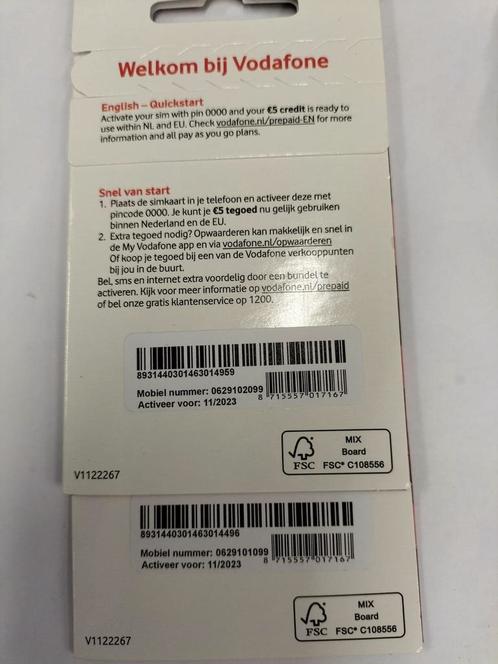 Welkom bij Vodafone
English – Quickstart
Activate your sim with pin 0000 and your €5 credit is ready to
use within NL and EU. Check vodafone.nl/prepaid-EN for more
information and all pay as you go plans.
Snel van start
1. Plaats de simkaart in je telefoon en activeer deze met
pincode 0000. Je kunt je €5 tegoed nu gelijk gebruiken
binnen Nederland en de EU.
2. Extra tegoed nodig? Opwaarderen kan makkelijk en snel in
de My Vodafone app en via vodafone.nl/opwaarderen
Of koop je tegoed bij een van de Vodafone verkooppunten
bij jou in de buurt.
Bel, sms en internet extra voordelig door een bundel te
activeren. Kijk voor meer informatie op vodafone.nl/prepaid
of bel onze gratis klantenservice op 1200.
8931440301463014959
Mobiel nummer: 0629102099
Activeer voor: 11/2023
8 715557 017167
FSC
MIX
Board
FSC® C108556
V1122267
8931440301463014496
Mobiel nummer: 0629101099
Activeer voor: 11/2023
8 715557 017167
FSC
MIX
Board
FSC® C108556
V1122267